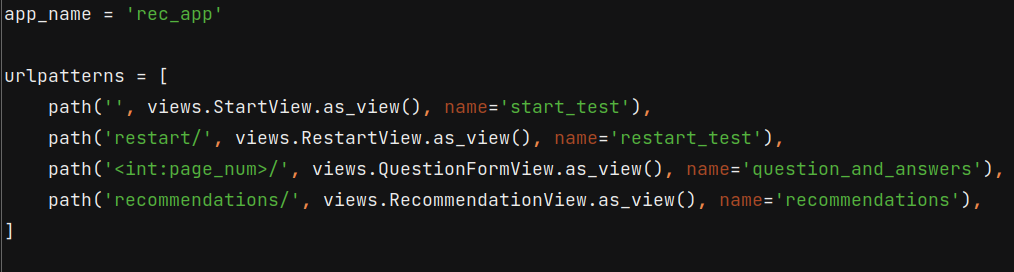 app_name = 'rec_app'
urlpatterns = [
    path('', views.StartView.as_view(), name='start_test'),
    path('restart/', views.RestartView.as_view(), name='restart_test'),
    path('<int:page_num>/', views.QuestionFormView.as_view(), name='question_and_answers'),
    path('recommendations/', views.RecommendationView.as_view(), name='recommendations'),
]